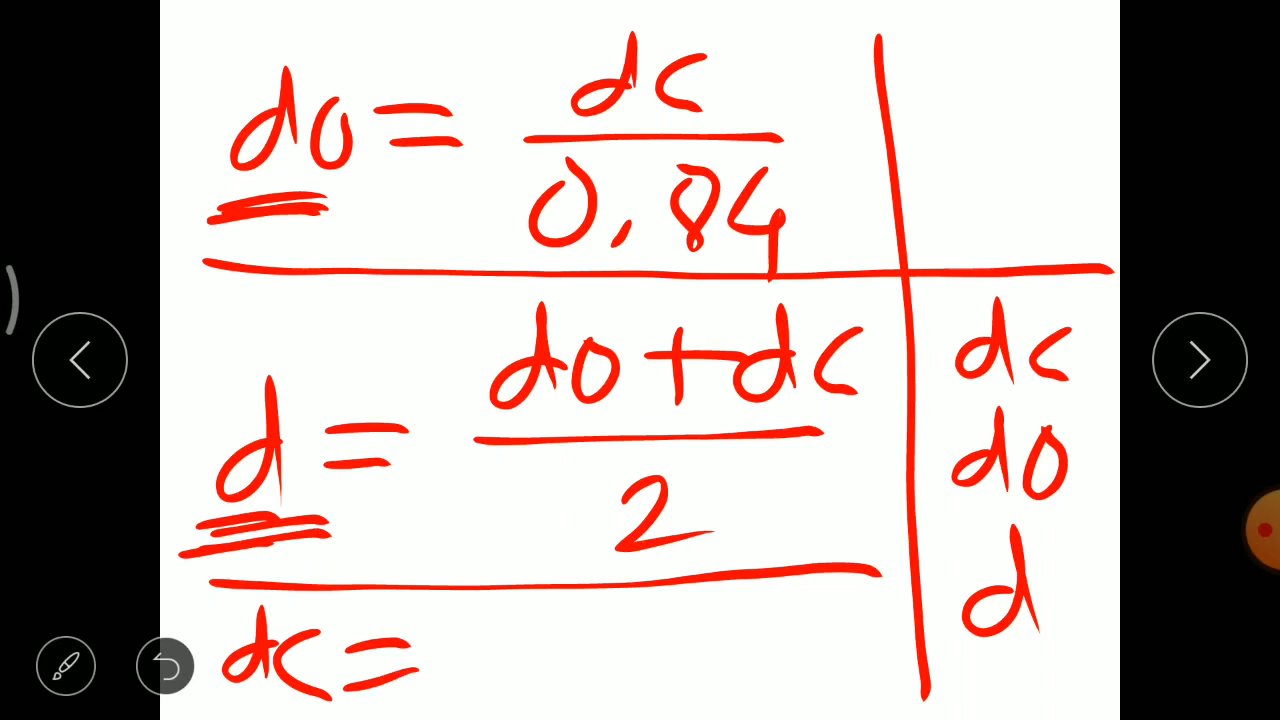 do = dc / 0,84
d = do + dc / 2
dc =
dc
do
d